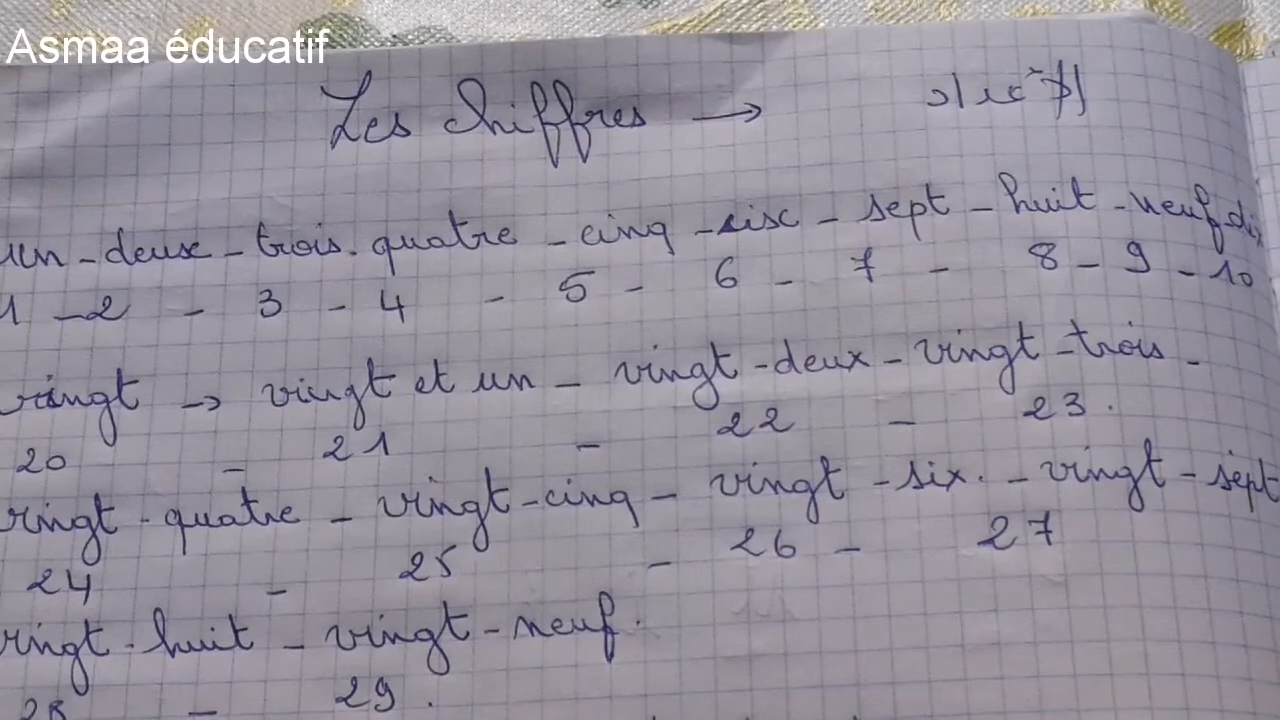 Asmaa éducatif
Les chiffres → الأعداد
un - deux - trois - quatre - cinq - six - sept - huit - neuf - dix
1 - 2 - 3 - 4 - 5 - 6 - 7 - 8 - 9 - 10
vingt → vingt et un - vingt - deux - vingt - trois -
20 - 21 - 22 - 23.
vingt - quatre - vingt - cinq - vingt - six. - vingt - sept
24 - 25 - 26 - 27
vingt - huit - vingt - neuf.
28 - 29.